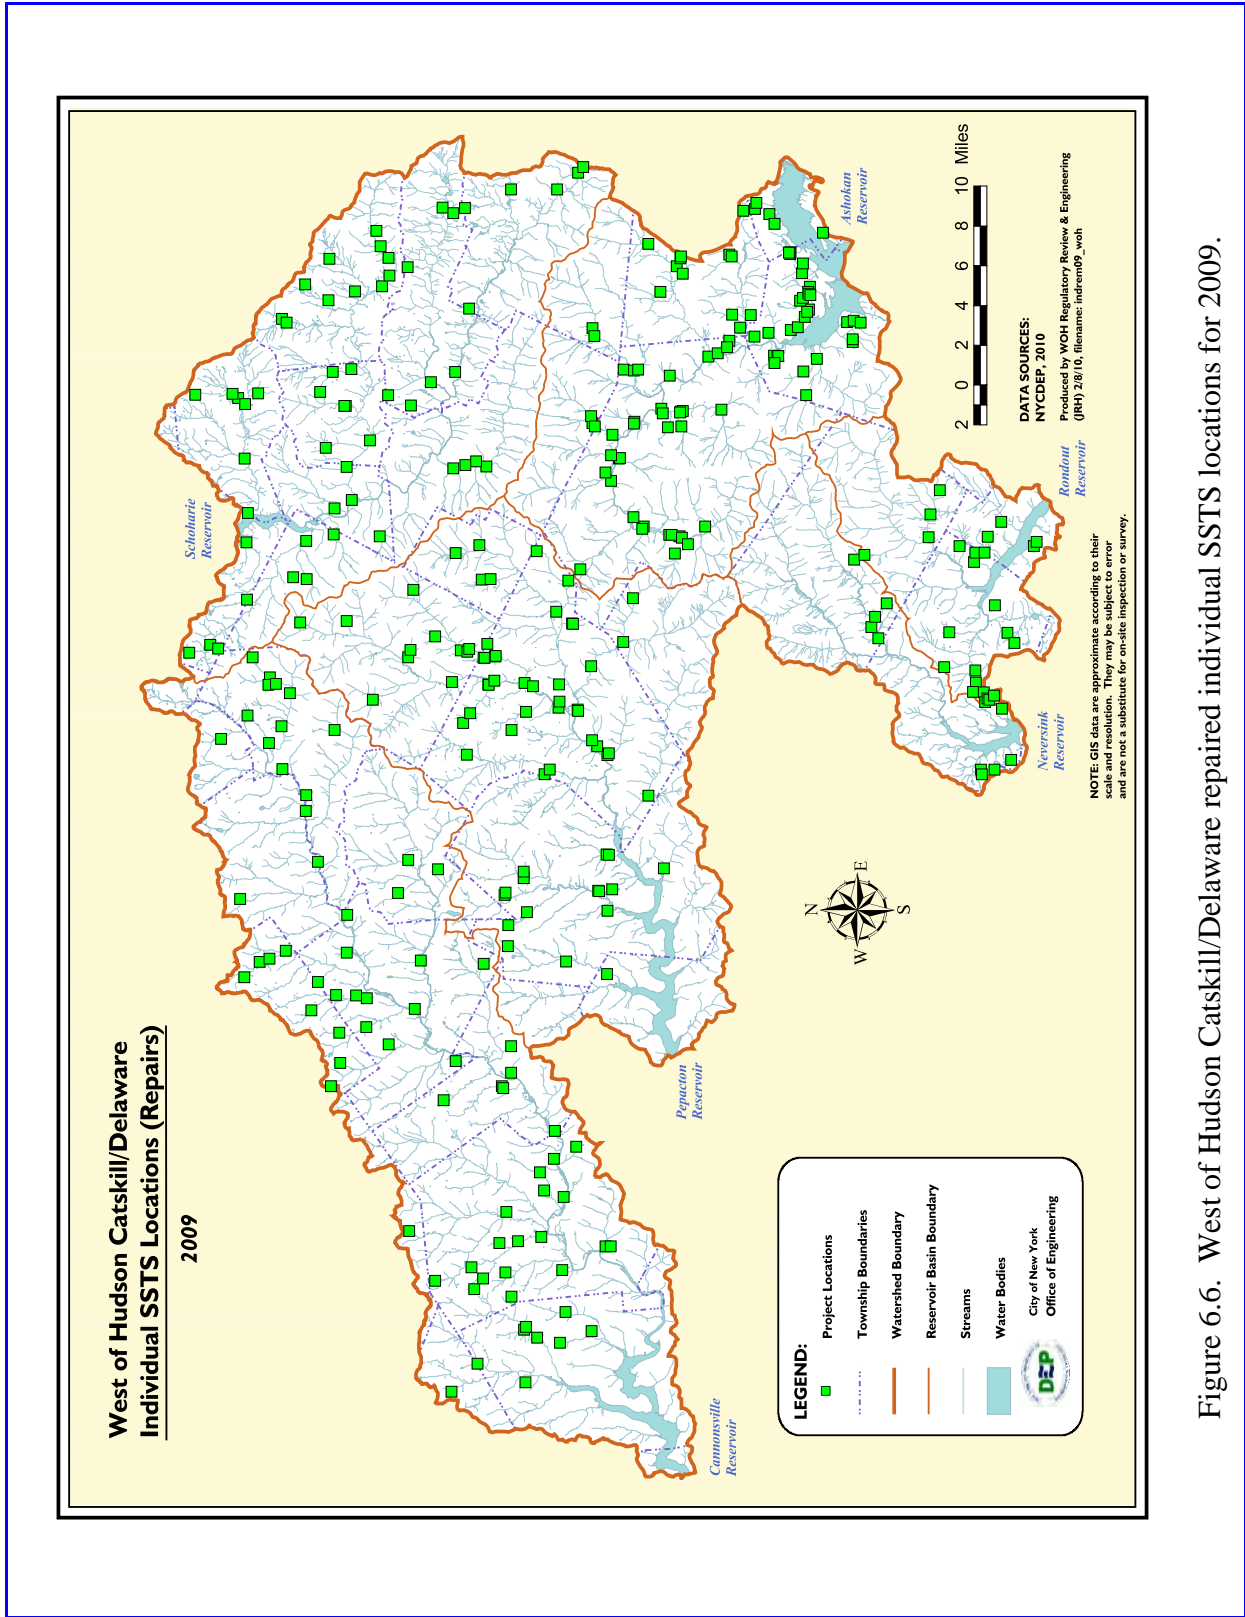 West of Hudson Catskill/Delaware
Individual SSTS Locations (Repairs)
2009
Schoharie
Reservoir
Ashokan
Reservoir
Rondout
Reservoir
Neversink
Reservoir
Pepacton
Reservoir
Cannonsville
Reservoir
N
E
S
W
LEGEND:
Project Locations
Township Boundaries
Watershed Boundary
Reservoir Basin Boundary
Streams
Water Bodies
DEP
City of New York
Office of Engineering
2 0 2 4 6 8 10 Miles
DATA SOURCES:
NYCDEP, 2010
Produced by WOH Regulatory Review & Engineering
(JRH) 2/8/10, filename: indrem09_woh
NOTE: GIS data are approximate according to their
scale and resolution. They may be subject to error
and are not a substitute for on-site inspection or survey.
Figure 6.6. West of Hudson Catskill/Delaware repaired individual SSTS locations for 2009.